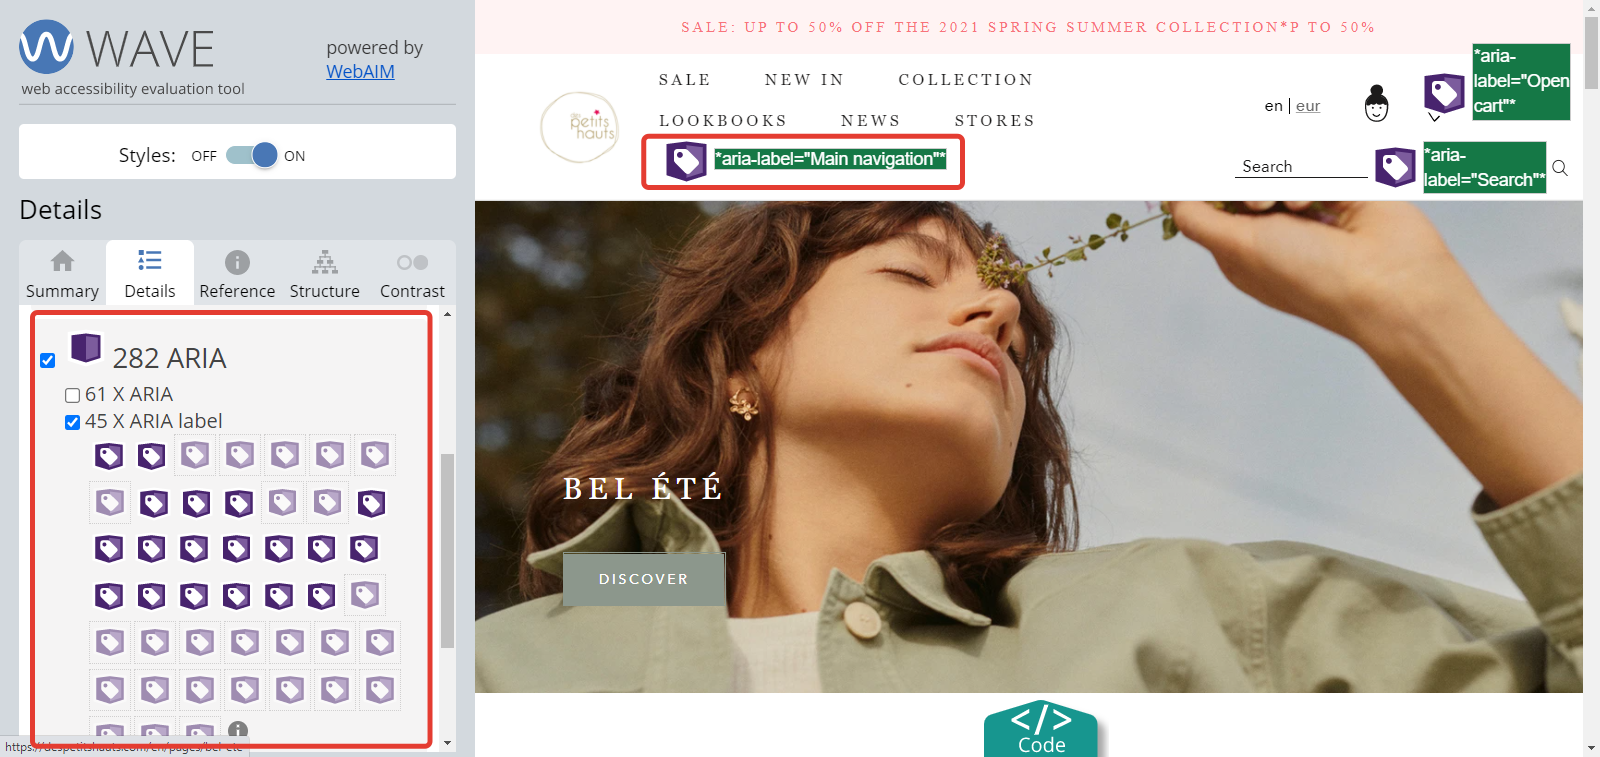 WAVE
web accessibility evaluation tool
powered by
WebAIM
Styles: OFF ON
Details
Summary Details Reference Structure Contrast
282 ARIA
61 X ARIA
45 X ARIA label
https://despetitshauts.com/en/pages/bel-ete
SALE: UP TO 50% OFF THE 2021 SPRING SUMMER COLLECTION*P TO 50%
des
petits
hauts
SALE NEW IN COLLECTION
LOOKBOOKS NEWS STORES
*aria-label="Main navigation"*
en | eur
*aria-
label="Open
cart"*
Search
*aria-
label="Search"*
BEL ÉTÉ
DISCOVER
</>
Code